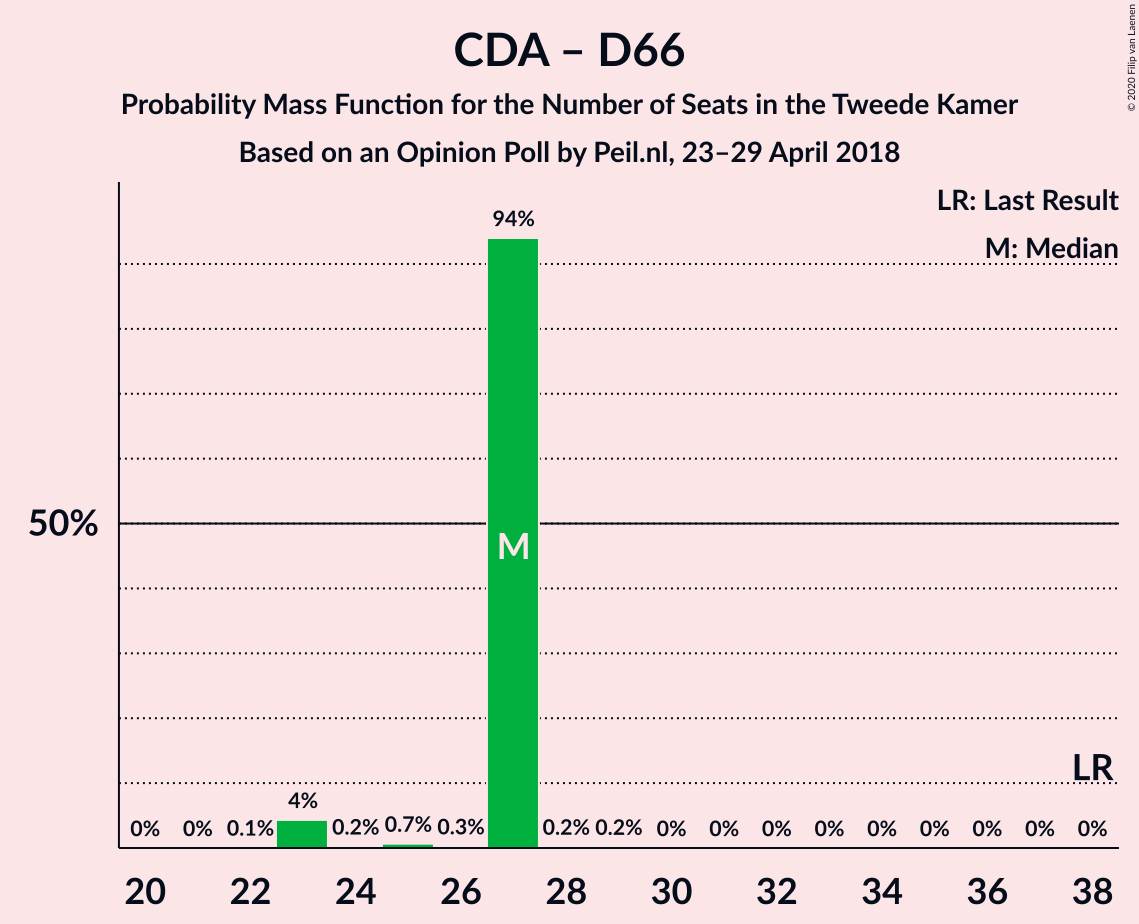 CDA – D66
Probability Mass Function for the Number of Seats in the Tweede Kamer
Based on an Opinion Poll by Peil.nl, 23–29 April 2018
© 2020 Filip van Laenen
LR: Last Result
M: Median
94%
50%
M
LR
0% 0% 0.1% 4% 0.2% 0.7% 0.3% 0.2% 0.2% 0% 0% 0% 0% 0% 0% 0% 0% 0%
20 22 24 26 28 30 32 34 36 38